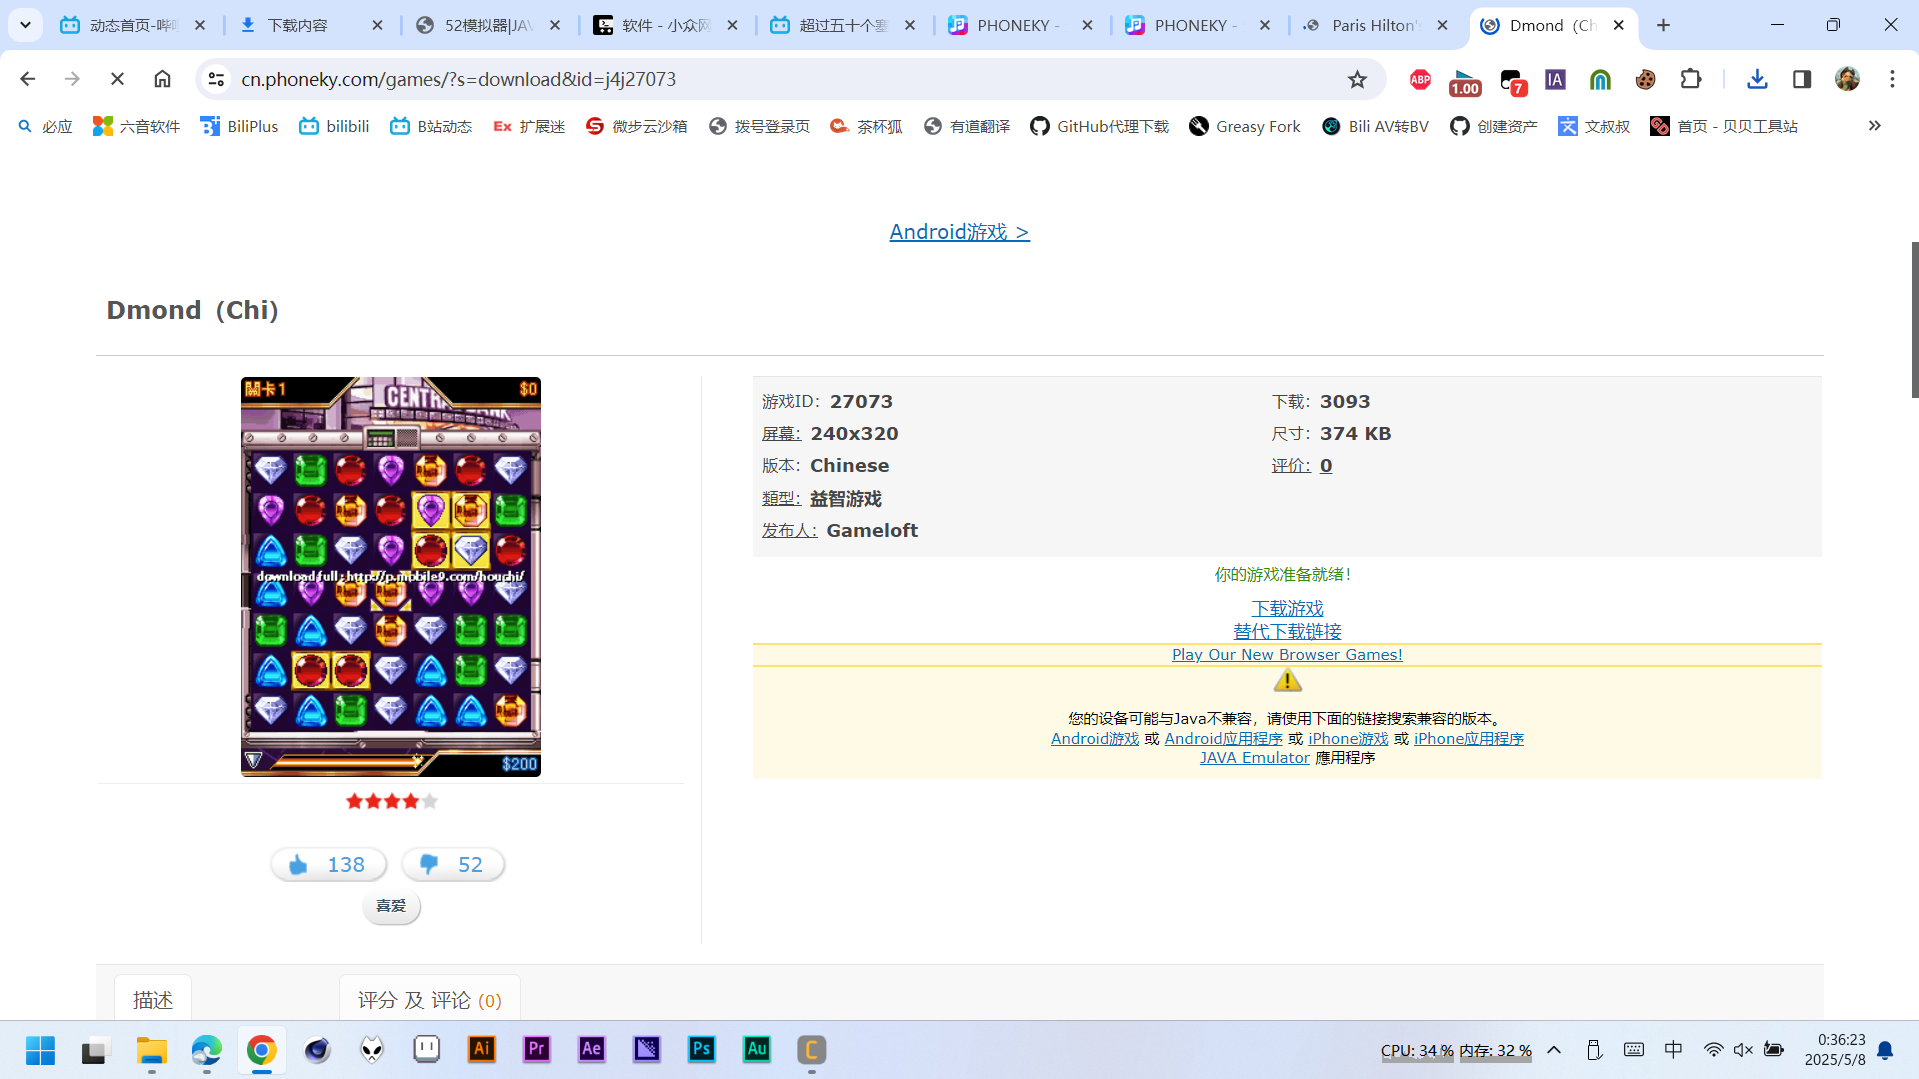 动态首页-哔哩
下载内容
52模拟器|JAV
软件 - 小众网
超过五十个塞
PHONEKY -
PHONEKY -
Paris Hilton's
Dmond（Ch
cn.phoneky.com/games/?s=download&id=j4j27073
ABP
1.00
7
IA
必应
六音软件
BiliPlus
bilibili
B站动态
Ex 扩展迷
微步云沙箱
拨号登录页
茶杯狐
有道翻译
GitHub代理下载
Greasy Fork
Bili AV转BV
创建资产
文叔叔
首页 - 贝贝工具站
Android游戏 >
Dmond（Chi）
關卡1
$0
CENTRAL BANK
download full : http://p.mobile9.com/houchi/
$200
游戏ID: 27073
下载: 3093
屏幕: 240x320
尺寸: 374 KB
版本: Chinese
评价: 0
類型: 益智游戏
发布人: Gameloft
你的游戏准备就绪！
下载游戏
替代下载链接
Play Our New Browser Games!
您的设备可能与Java不兼容，请使用下面的链接搜索兼容的版本。
Android游戏 或 Android应用程序 或 iPhone游戏 或 iPhone应用程序
JAVA Emulator 應用程序
138
52
喜爱
描述
评分 及 评论 (0)
Ai
Pr
Ae
Ps
Au
C
CPU: 34 % 内存: 32 %
中
0:36:23
2025/5/8